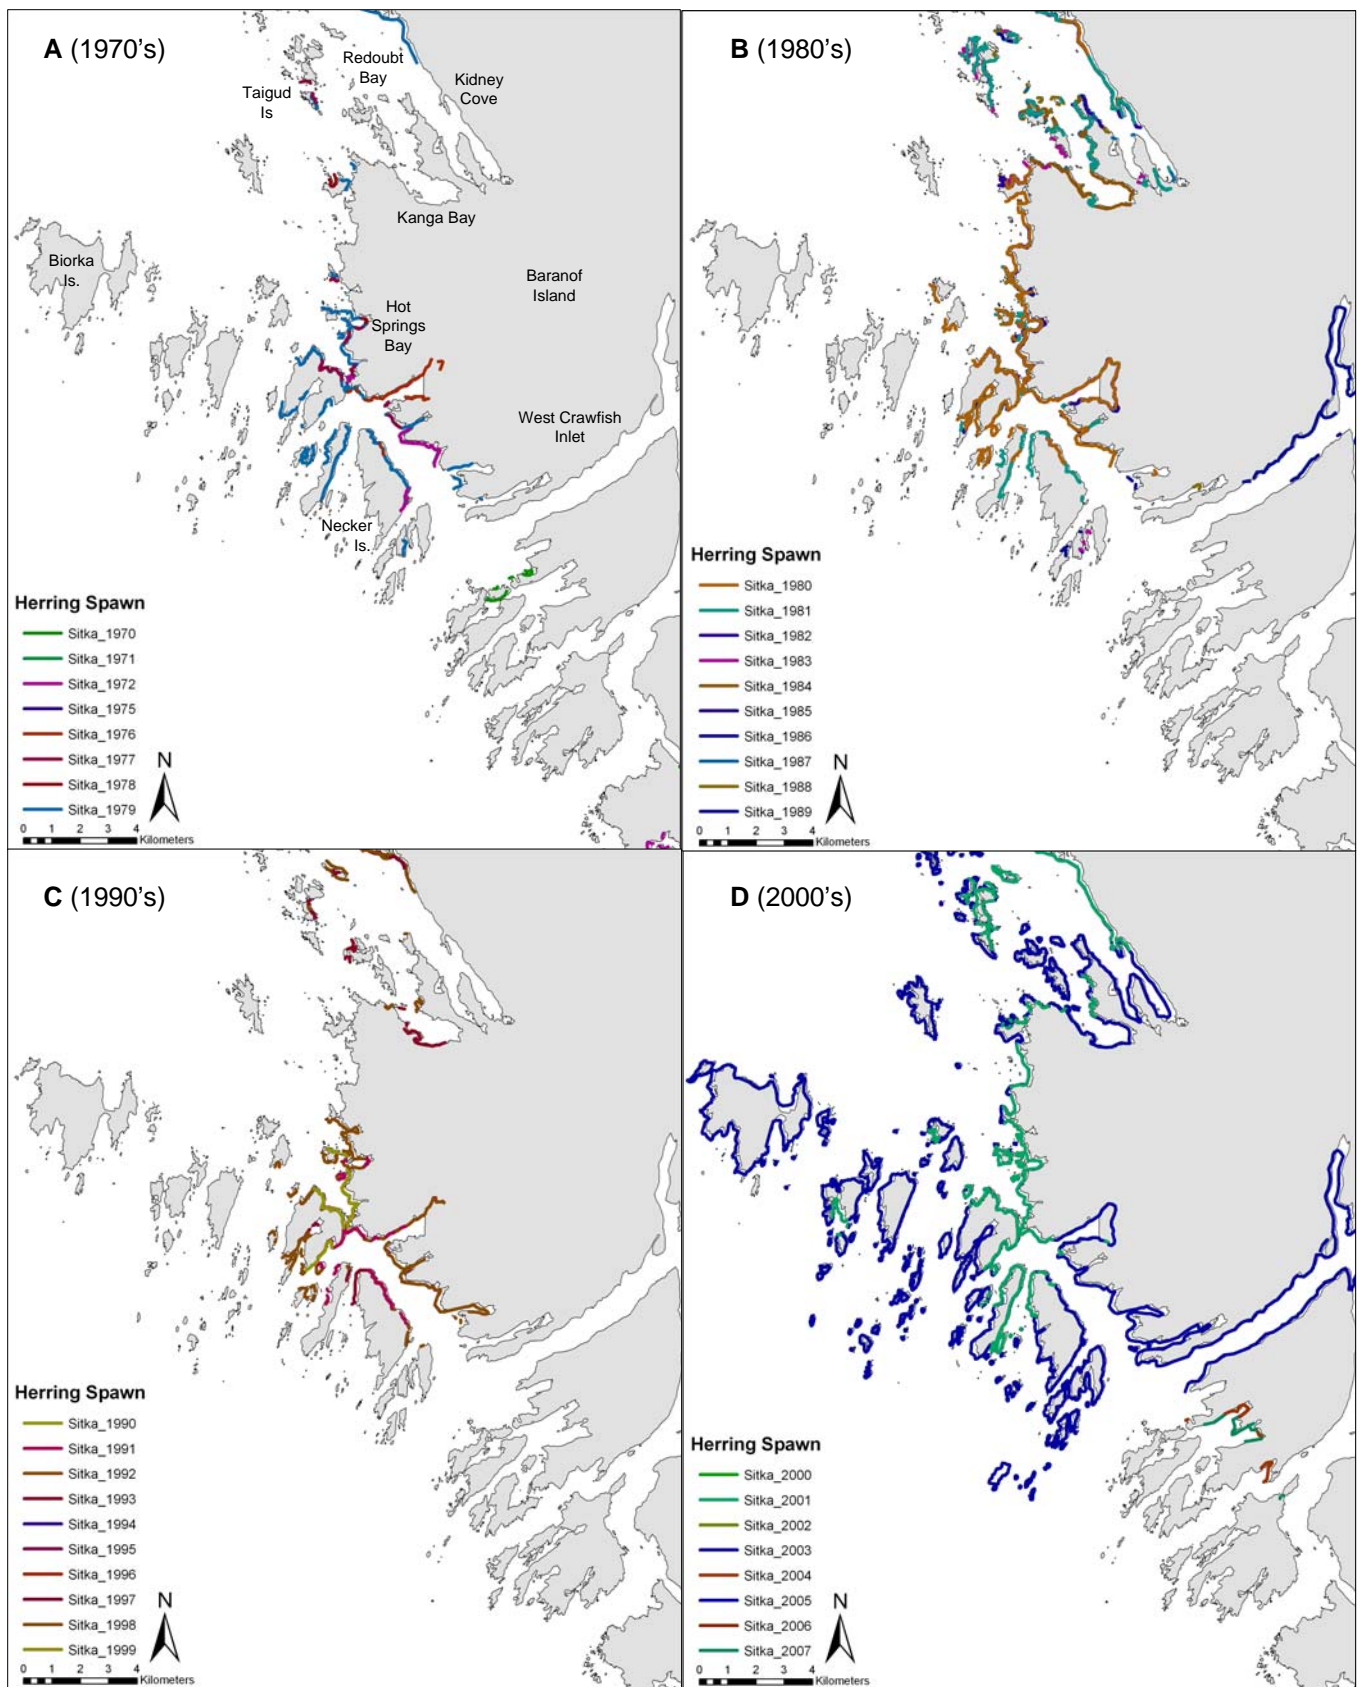 A (1970's)
Redoubt
Bay
Kidney
Cove
Taigud
Is
Kanga Bay
Biorka
Is.
Baranof
Island
Hot
Springs
Bay
West Crawfish
Inlet
Necker
Is.
Herring Spawn
Sitka_1970
Sitka_1971
Sitka_1972
Sitka_1975
Sitka_1976
Sitka_1977
Sitka_1978
Sitka_1979
N
0 1 2 3 4
Kilometers
B (1980's)
Herring Spawn
Sitka_1980
Sitka_1981
Sitka_1982
Sitka_1983
Sitka_1984
Sitka_1985
Sitka_1986
Sitka_1987
Sitka_1988
Sitka_1989
N
0 1 2 3 4
Kilometers
C (1990's)
Herring Spawn
Sitka_1990
Sitka_1991
Sitka_1992
Sitka_1993
Sitka_1994
Sitka_1995
Sitka_1996
Sitka_1997
Sitka_1998
Sitka_1999
N
0 1 2 3 4
Kilometers
D (2000's)
Herring Spawn
Sitka_2000
Sitka_2001
Sitka_2002
Sitka_2003
Sitka_2004
Sitka_2005
Sitka_2006
Sitka_2007
N
0 1 2 3 4
Kilometers